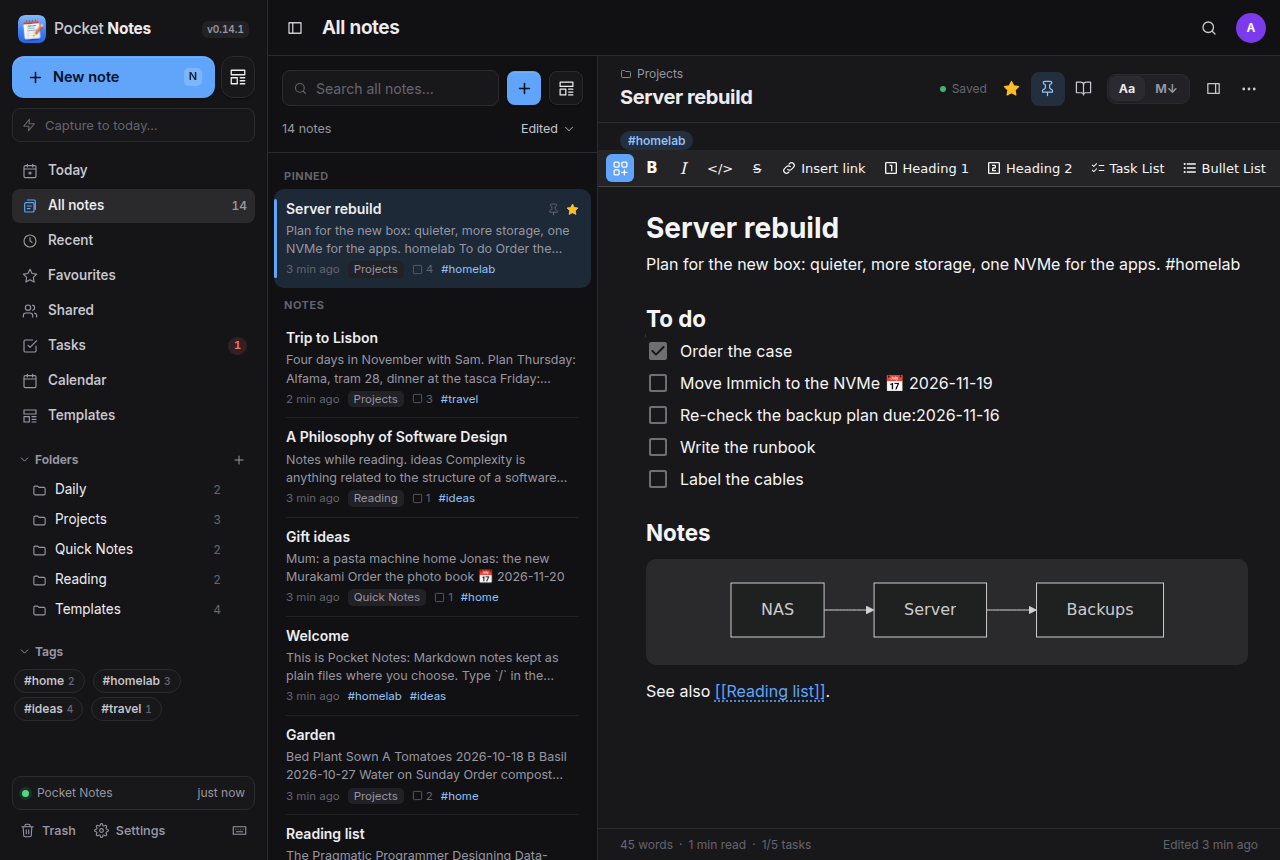 Pocket Notes v0.14.1
New note N
Capture to today...
Today
All notes 14
Recent
Favourites
Shared
Tasks 1
Calendar
Templates
Folders
Daily 2
Projects 3
Quick Notes 2
Reading 2
Templates 4
Tags
#home 2 #homelab 3
#ideas 4 #travel 1
Pocket Notes just now
Trash Settings
All notes
A
Search all notes...
14 notes Edited
PINNED
Server rebuild
Plan for the new box: quieter, more storage, one
NVMe for the apps. homelab To do Order the...
3 min ago Projects 4 #homelab
NOTES
Trip to Lisbon
Four days in November with Sam. Plan Thursday:
Alfama, tram 28, dinner at the tasca Friday:...
2 min ago Projects 3 #travel
A Philosophy of Software Design
Notes while reading. ideas Complexity is
anything related to the structure of a software...
3 min ago Reading 1 #ideas
Gift ideas
Mum: a pasta machine home Jonas: the new
Murakami Order the photo book 📅 2026-11-20
3 min ago Quick Notes 1 #home
Welcome
This is Pocket Notes: Markdown notes kept as
plain files where you choose. Type `/` in the...
3 min ago #homelab #ideas
Garden
Bed Plant Sown A Tomatoes 2026-10-18 B Basil
2026-10-27 Water on Sunday Order compost...
3 min ago Projects 2 #home
Reading list
The Pragmatic Programmer Designing Data-
Projects
Server rebuild
Saved Aa M↓
#homelab
B I </> S Insert link Heading 1 Heading 2 Task List Bullet List
Server rebuild
Plan for the new box: quieter, more storage, one NVMe for the apps. #homelab
To do
Order the case
Move Immich to the NVMe 📅 2026-11-19
Re-check the backup plan due:2026-11-16
Write the runbook
Label the cables
Notes
NAS Server Backups
See also [[Reading list]].
45 words · 1 min read · 1/5 tasks Edited 3 min ago